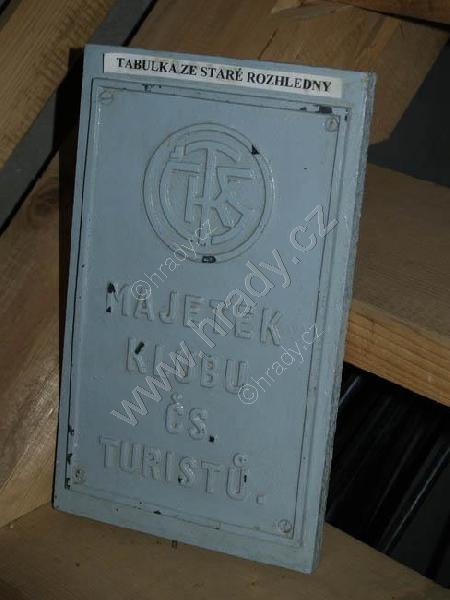 TABULKA ZE STARÉ ROZHLEDNY
KČT
MAJETEK
KLUBU
ČS.
TURISTŮ.
©hrady.cz
www.hrady.cz
©hrady.cz